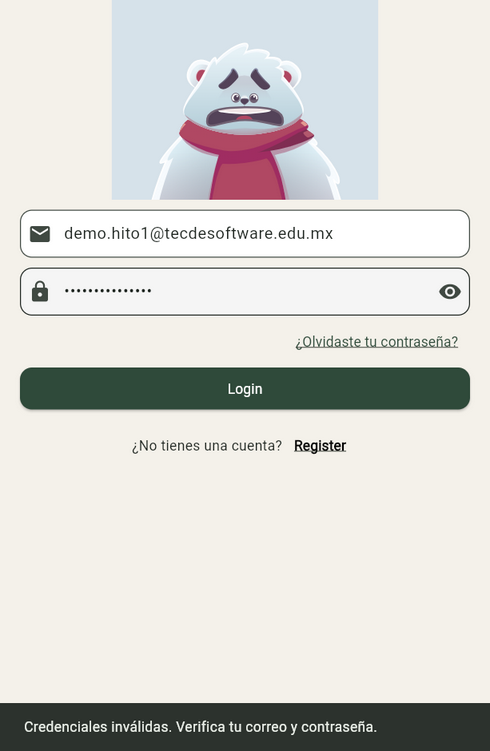 demo.hito1@tecdesoftware.edu.mx
•••••••••••••••
¿Olvidaste tu contraseña?
Login
¿No tienes una cuenta? Register
Credenciales inválidas. Verifica tu correo y contraseña.